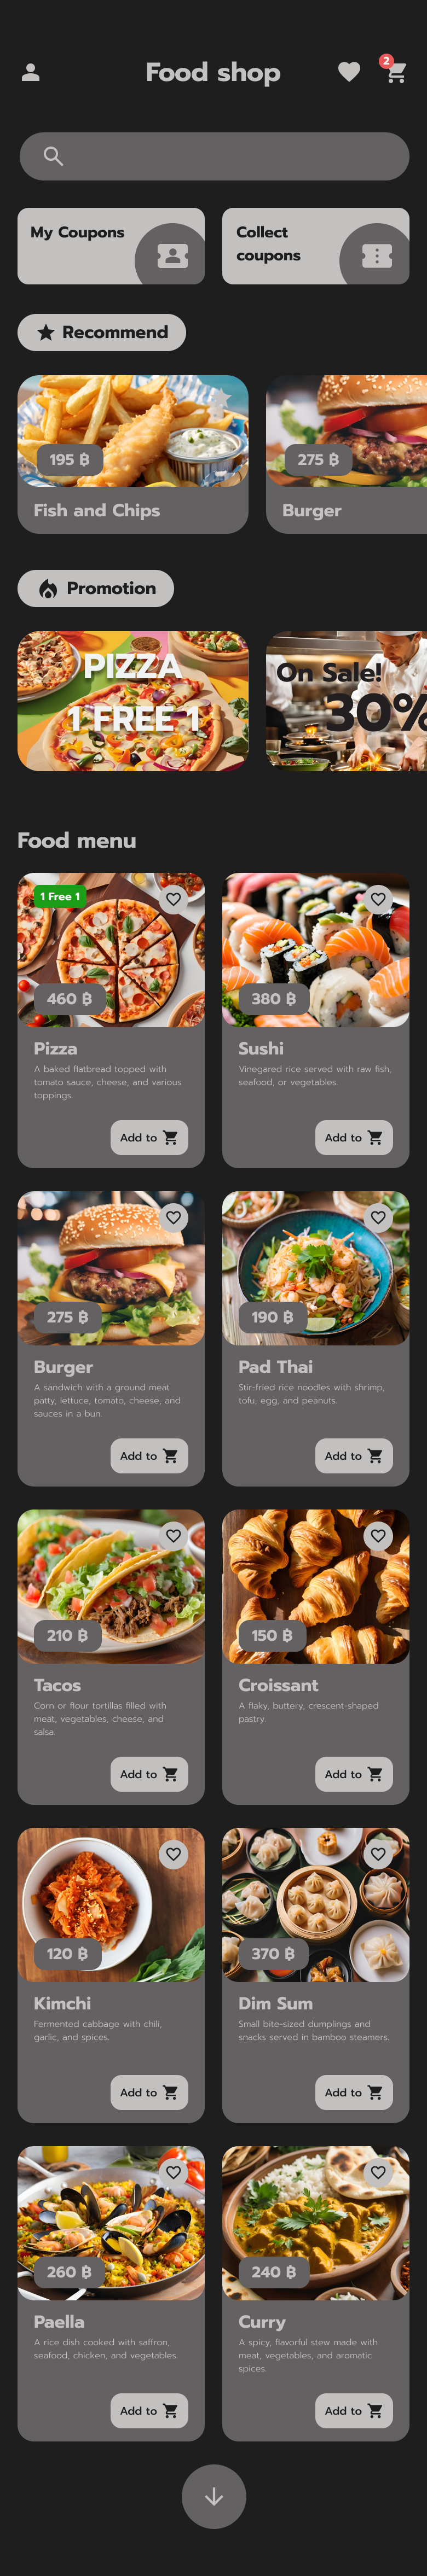 Food shop
2
My Coupons
Collect
coupons
Recommend
195 ฿
275 ฿
Fish and Chips
Burger
Promotion
PIZZA
1 FREE 1
On Sale!
30%
Food menu
1 Free 1
460 ฿
380 ฿
Pizza
A baked flatbread topped with
tomato sauce, cheese, and various
toppings.
Add to
Sushi
Vinegared rice served with raw fish,
seafood, or vegetables.
Add to
275 ฿
190 ฿
Burger
A sandwich with a ground meat
patty, lettuce, tomato, cheese, and
sauces in a bun.
Add to
Pad Thai
Stir-fried rice noodles with shrimp,
tofu, egg, and peanuts.
Add to
210 ฿
150 ฿
Tacos
Corn or flour tortillas filled with
meat, vegetables, cheese, and
salsa.
Add to
Croissant
A flaky, buttery, crescent-shaped
pastry.
Add to
120 ฿
370 ฿
Kimchi
Fermented cabbage with chili,
garlic, and spices.
Add to
Dim Sum
Small bite-sized dumplings and
snacks served in bamboo steamers.
Add to
260 ฿
240 ฿
Paella
A rice dish cooked with saffron,
seafood, chicken, and vegetables.
Add to
Curry
A spicy, flavorful stew made with
meat, vegetables, and aromatic
spices.
Add to